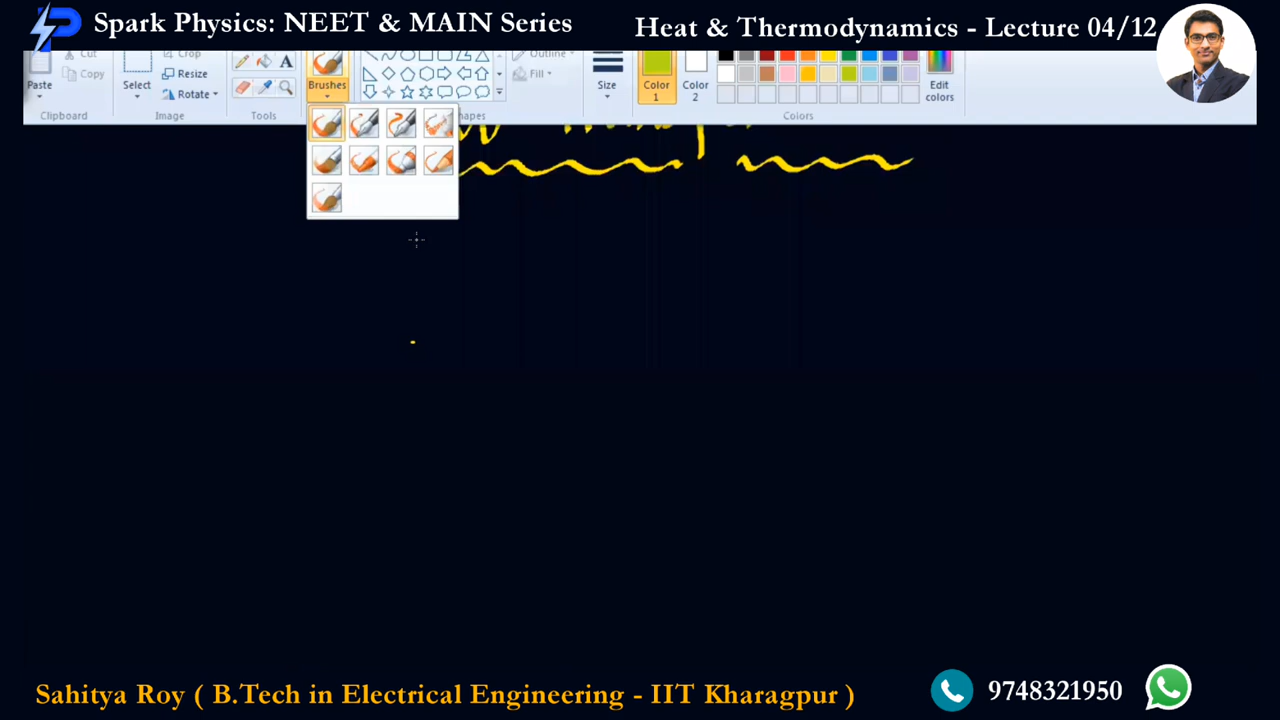 Spark Physics: NEET & MAIN Series
Heat & Thermodynamics - Lecture 04/12
Cut
Crop
Outline
Paste
Copy
Select
Resize
Rotate
Brushes
Fill
Size
Color 1
Color 2
Edit colors
Clipboard
Image
Tools
Colors
Sahitya Roy ( B.Tech in Electrical Engineering - IIT Kharagpur )
9748321950